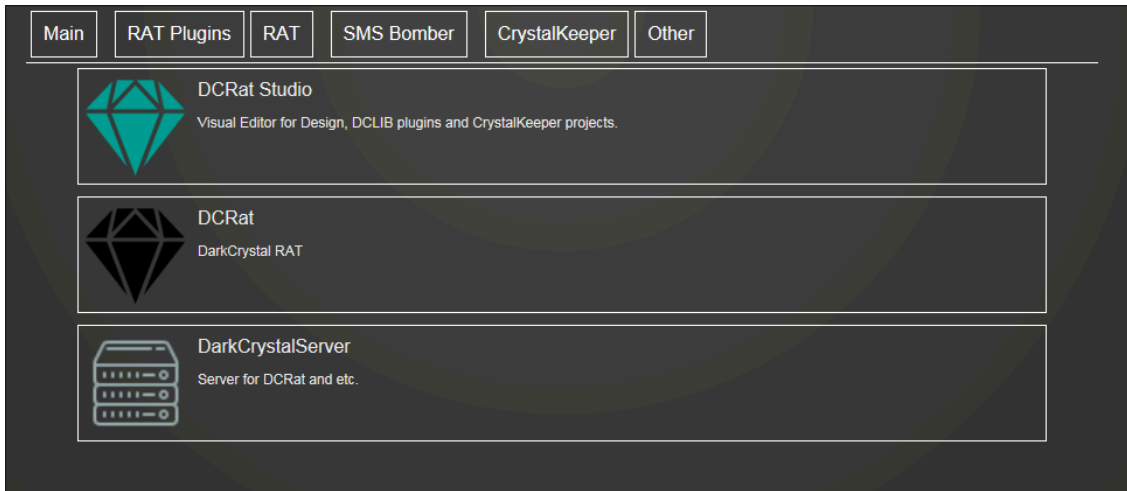 Main RAT Plugins RAT SMS Bomber CrystalKeeper Other
DCRat Studio
Visual Editor for Design, DCLIB plugins and CrystalKeeper projects.
DCRat
DarkCrystal RAT
DarkCrystalServer
Server for DCRat and etc.